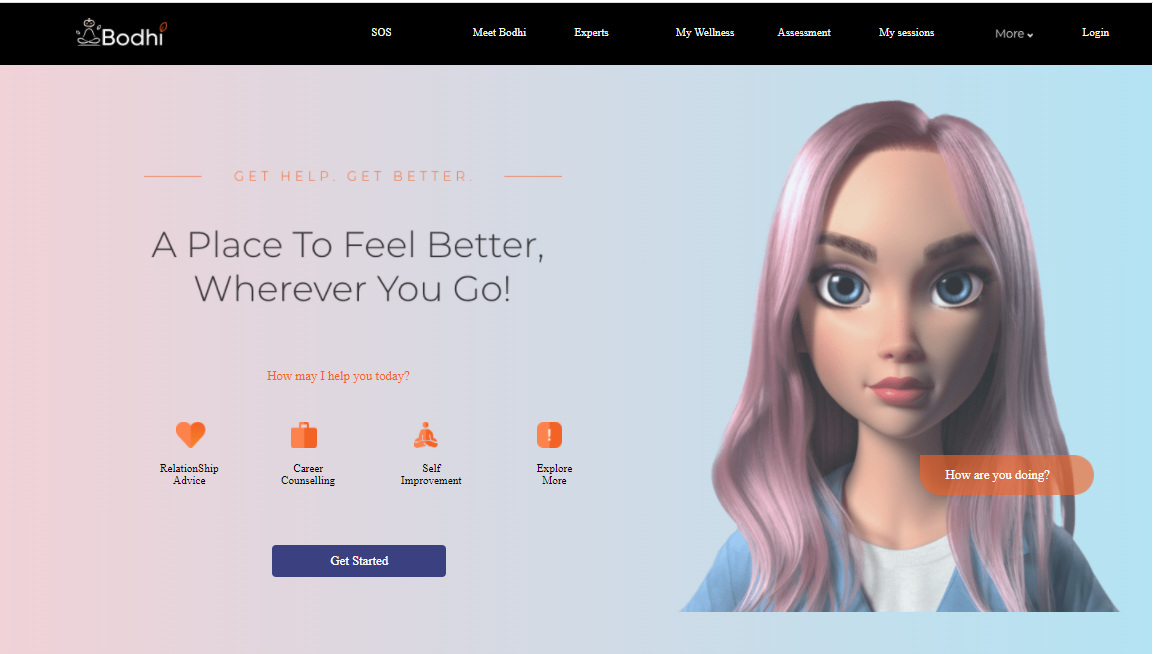 Bodhi
SOS
Meet Bodhi
Experts
My Wellness
Assessment
My sessions
More
Login
GET HELP. GET BETTER.
A Place To Feel Better,
Wherever You Go!
How may I help you today?
RelationShip
Advice
Career
Counselling
Self
Improvement
Explore
More
How are you doing?
Get Started